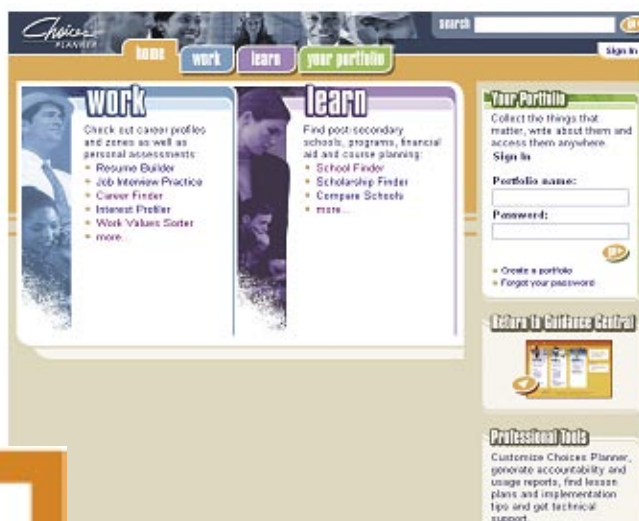 Choices
PLANNER
search
go
Sign In
home
work
learn
your portfolio
work
Check out career profiles
and zones as well as
personal assessments:
Resume Builder
Job Interview Practice
Career Finder
Interest Profiler
Work Values Sorter
more...
learn
Find post-secondary
schools, programs, financial
aid and course planning:
School Finder
Scholarship Finder
Compare Schools
more...
Your Portfolio
Collect the things that
matter, write about them and
access them anywhere.
Sign In
Portfolio name:
Password:
go
Create a portfolio
Forgot your password
Return to Guidance Central
Professional Tools
Customize Choices Planner,
generate accountability and
usage reports, find lesson
plans and implementation
tips and get technical
support.